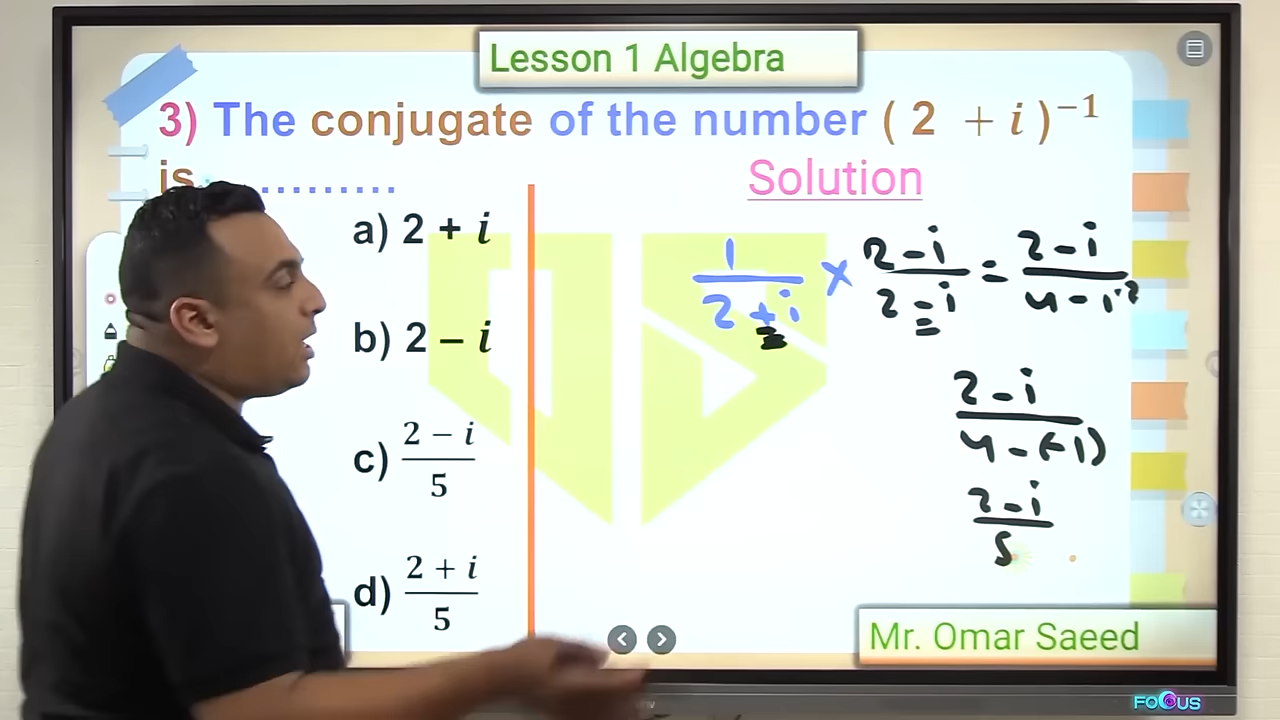 Lesson 1 Algebra
3) The conjugate of the number ( 2 + i )⁻¹
is ..........
Solution
a) 2 + i
b) 2 – i
c) (2 − i)/5
d) (2 + i)/5
1/(2 + i) × (2 - i)/(2 - i) = (2 - i)/(4 - i²)
(2 - i)/(4 - (-1))
(2 - i)/5
Mr. Omar Saeed
FOCUS